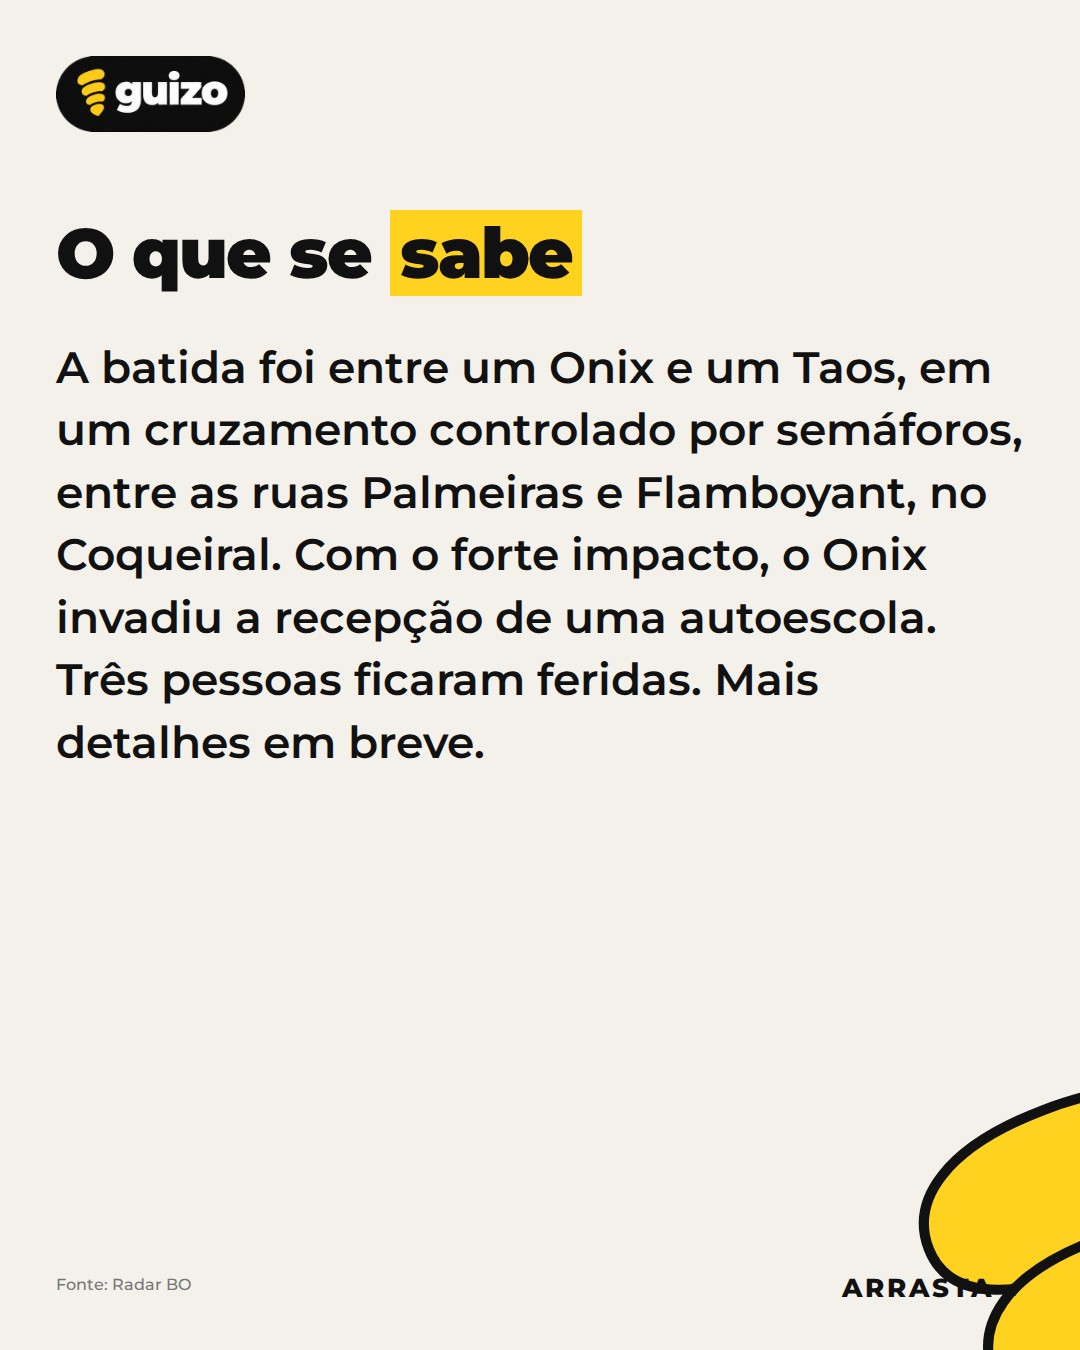 guizo
O que se sabe
A batida foi entre um Onix e um Taos, em
um cruzamento controlado por semáforos,
entre as ruas Palmeiras e Flamboyant, no
Coqueiral. Com o forte impacto, o Onix
invadiu a recepção de uma autoescola.
Três pessoas ficaram feridas. Mais
detalhes em breve.
Fonte: Radar BO
ARRASTA